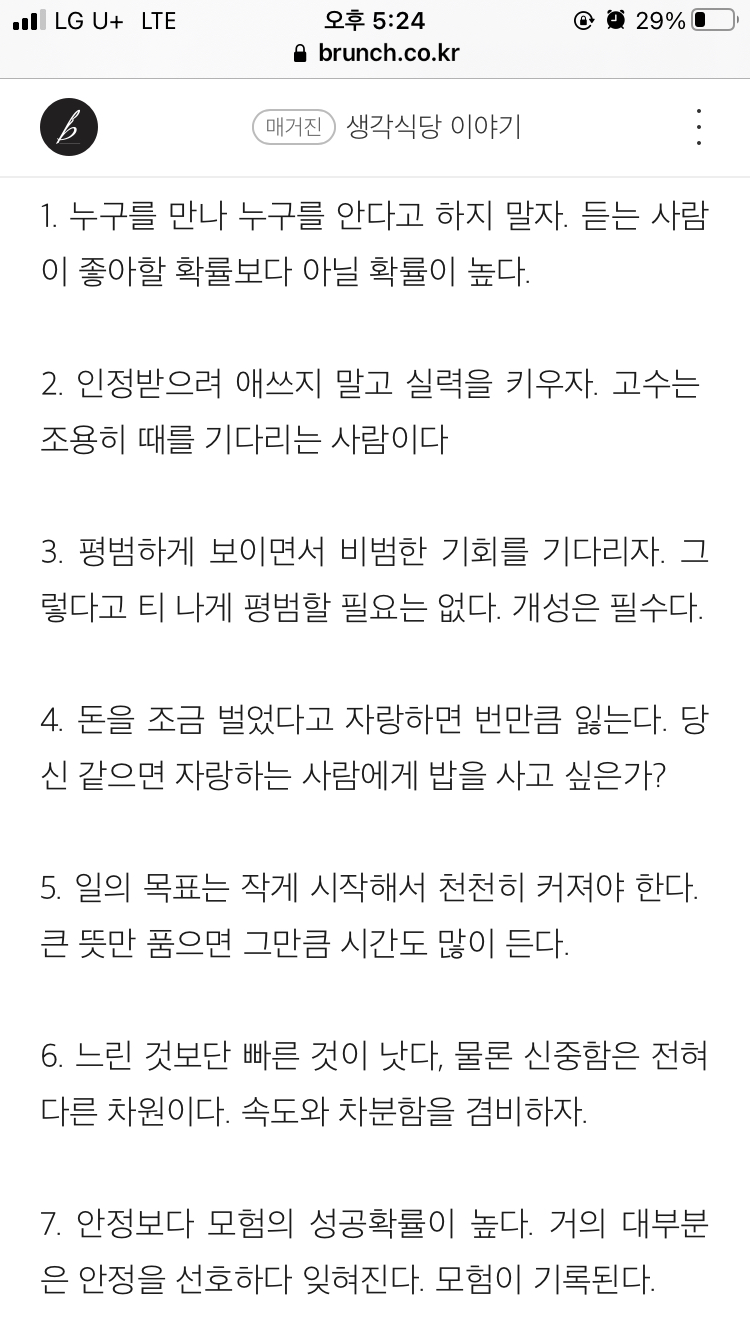 LG U+ LTE 오후 5:24 29%
brunch.co.kr
b 매거진 생각식당 이야기
1. 누구를 만나 누구를 안다고 하지 말자. 듣는 사람
이 좋아할 확률보다 아닐 확률이 높다.
2. 인정받으려 애쓰지 말고 실력을 키우자. 고수는
조용히 때를 기다리는 사람이다
3. 평범하게 보이면서 비범한 기회를 기다리자. 그
렇다고 티 나게 평범할 필요는 없다. 개성은 필수다.
4. 돈을 조금 벌었다고 자랑하면 번만큼 잃는다. 당
신 같으면 자랑하는 사람에게 밥을 사고 싶은가?
5. 일의 목표는 작게 시작해서 천천히 커져야 한다.
큰 뜻만 품으면 그만큼 시간도 많이 든다.
6. 느린 것보단 빠른 것이 낫다, 물론 신중함은 전혀
다른 차원이다. 속도와 차분함을 겸비하자.
7. 안정보다 모험의 성공확률이 높다. 거의 대부분
은 안정을 선호하다 잊혀진다. 모험이 기록된다.